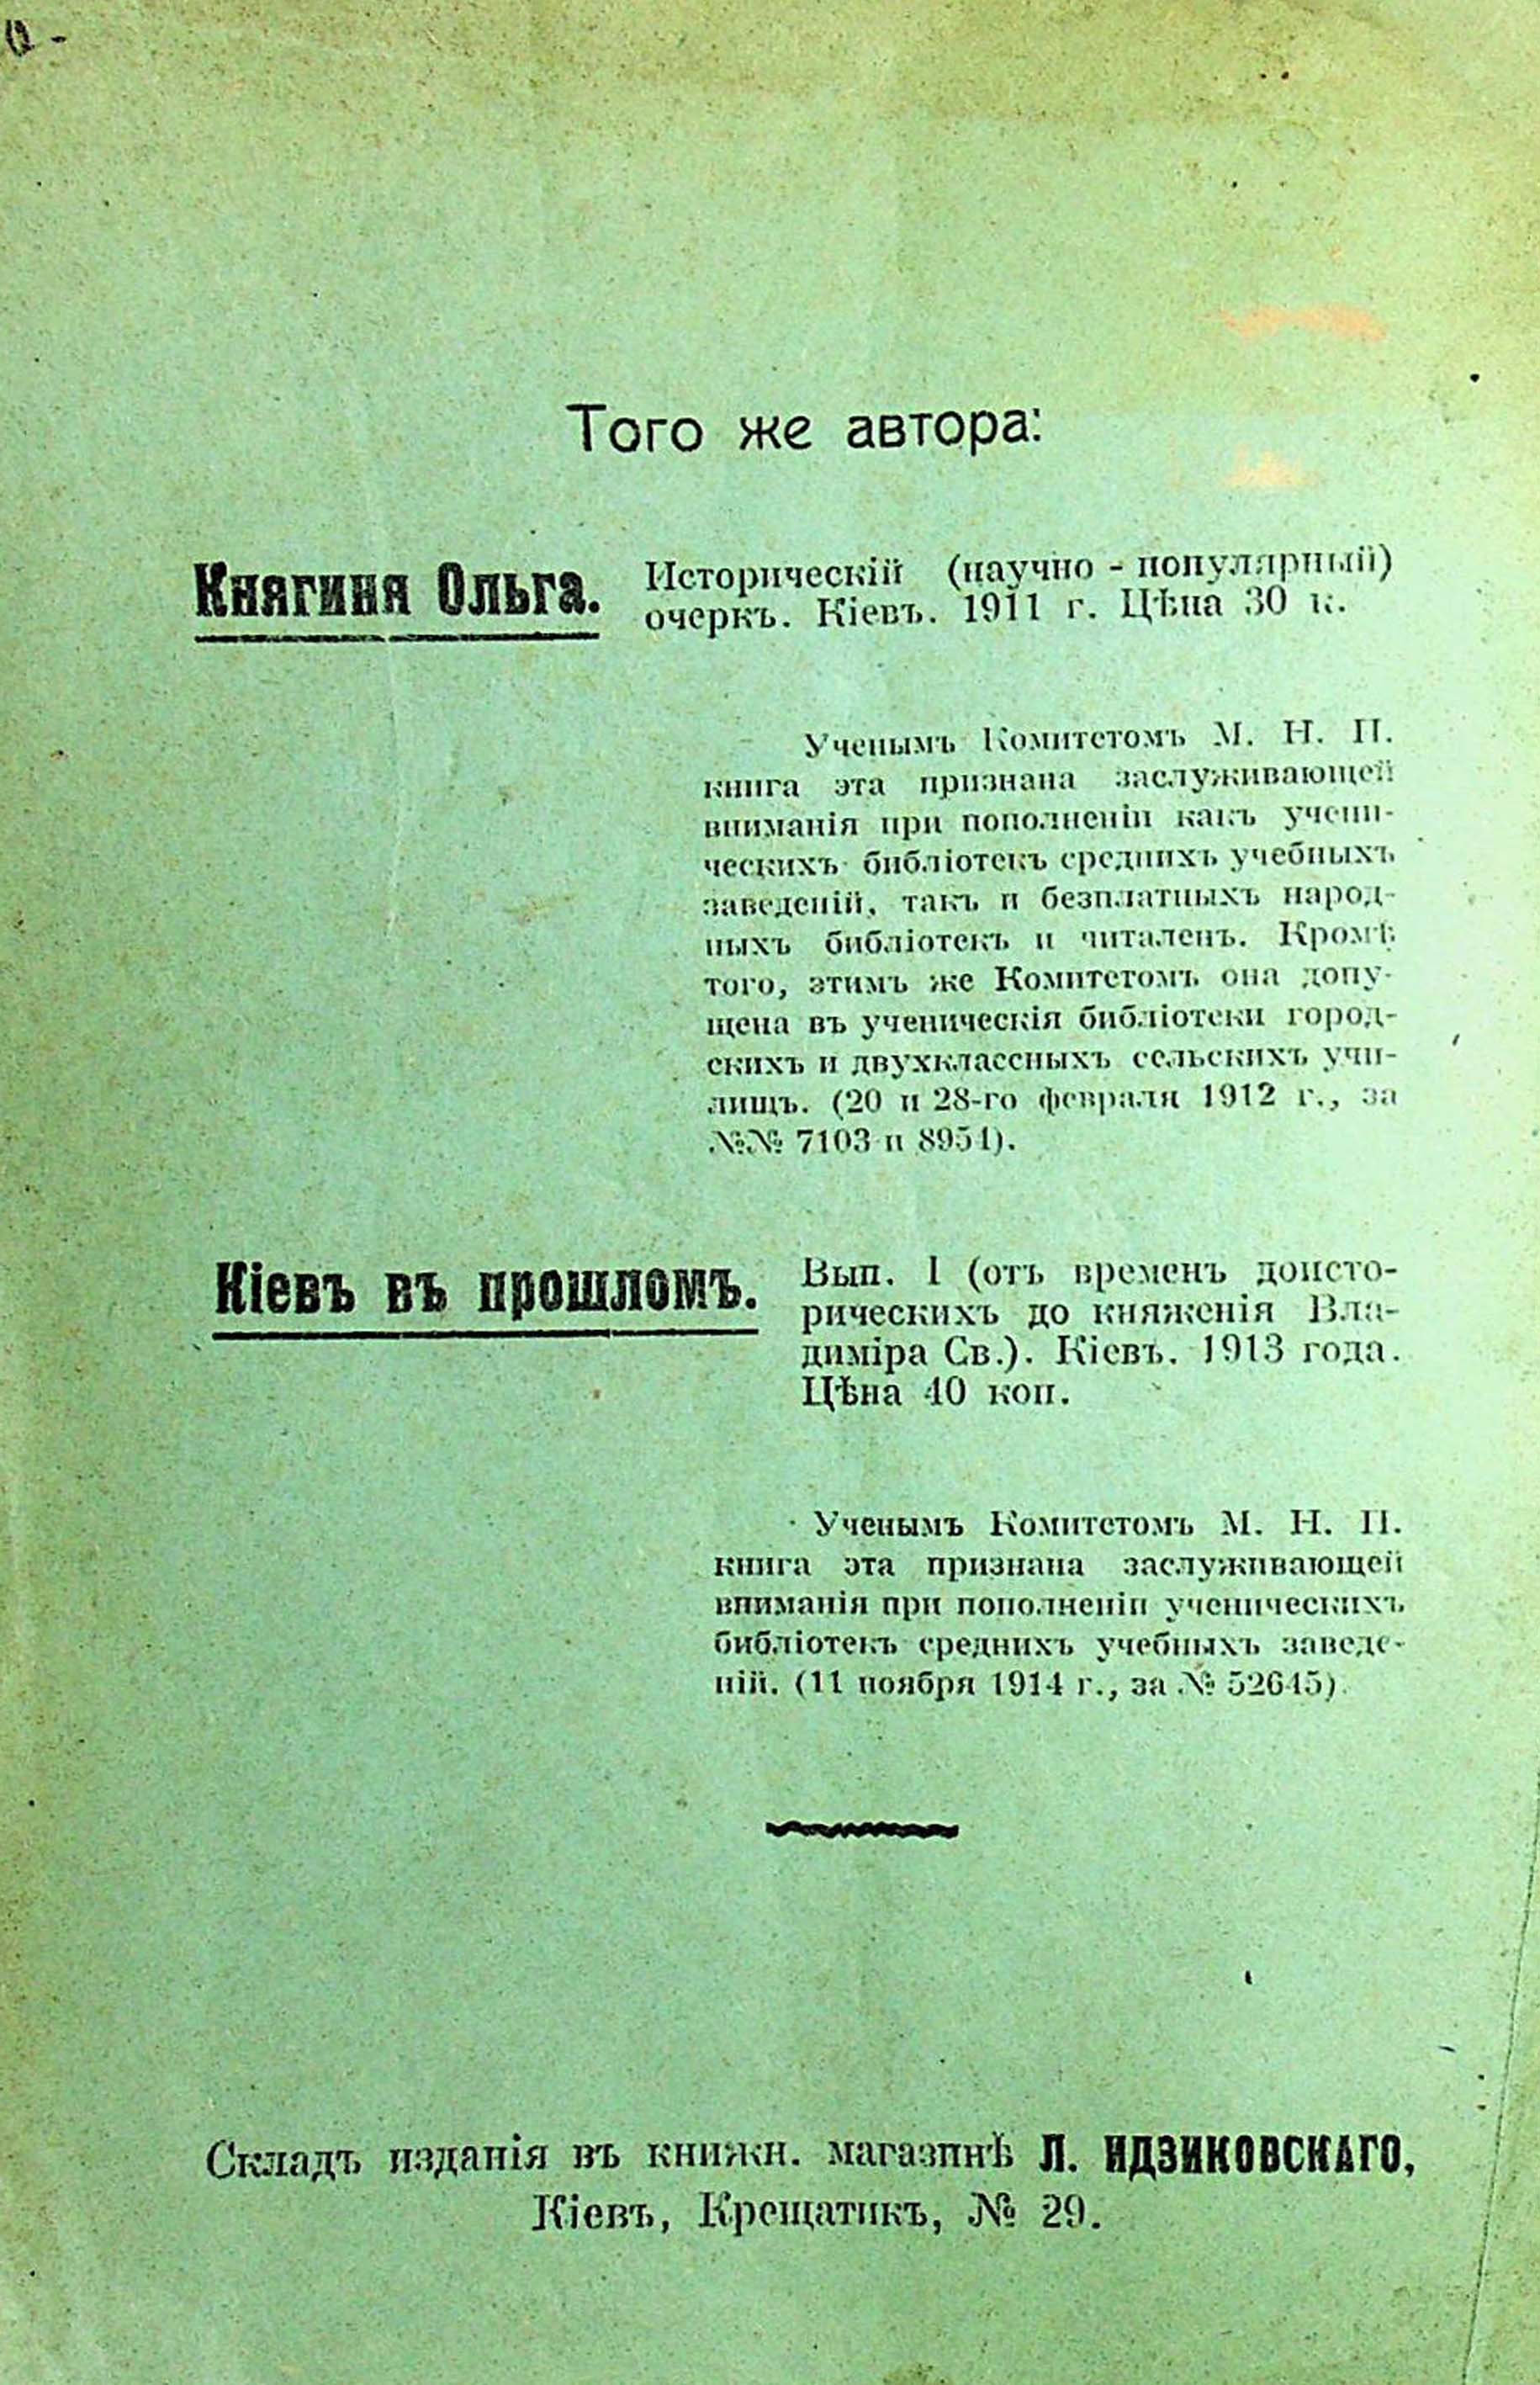 Того же автора:
Княгиня Ольга. Историческій (научно - популярный)
очеркъ. Кіевъ. 1911 г. Цѣна 30 к.
Ученымъ Комитетомъ М. Н. П.
книга эта признана заслуживающей
вниманія при пополненіи какъ учени-
ческихъ библіотекъ среднихъ учебныхъ
заведеній, такъ и безплатныхъ народ-
ныхъ библіотекъ и читаленъ. Кромѣ
того, этимъ же Комитетомъ она допу-
щена въ ученическія библіотеки город-
скихъ и двухклассныхъ сельскихъ учи-
лищъ. (20 и 28-го февраля 1912 г., за
№№ 7103 и 8954).
Кіевъ въ прошломъ. Вып. I (отъ временъ доисто-
рическихъ до княженія Вла-
диміра Св.). Кіевъ. 1913 года.
Цѣна 40 коп.
Ученымъ Комитетомъ М. Н. П.
книга эта признана заслуживающей
вниманія при пополненіи ученическихъ
библіотекъ среднихъ учебныхъ заведе-
ній. (11 ноября 1914 г., за № 52645).
Складъ изданія въ книжн. магазинѣ Л. ИДЗИКОВСКАГО,
Кіевъ, Крещатикъ, № 29.